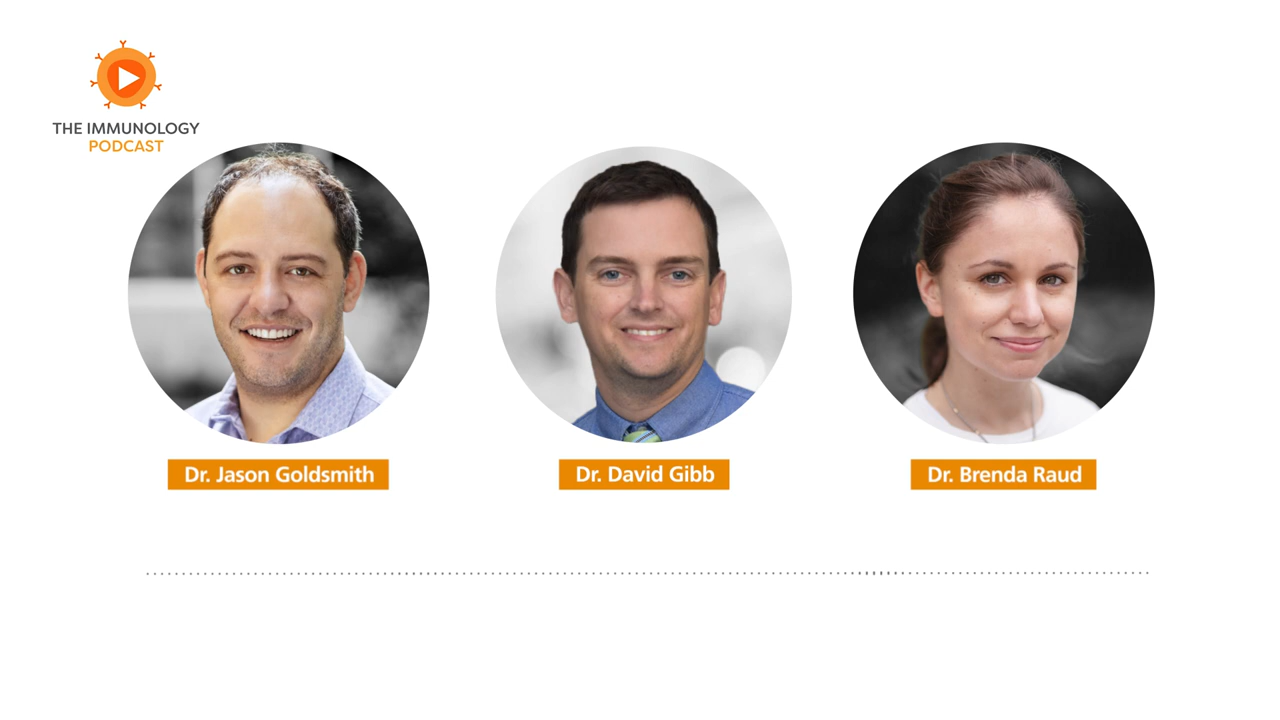 THE IMMUNOLOGY
PODCAST
Dr. Jason Goldsmith
Dr. David Gibb
Dr. Brenda Raud